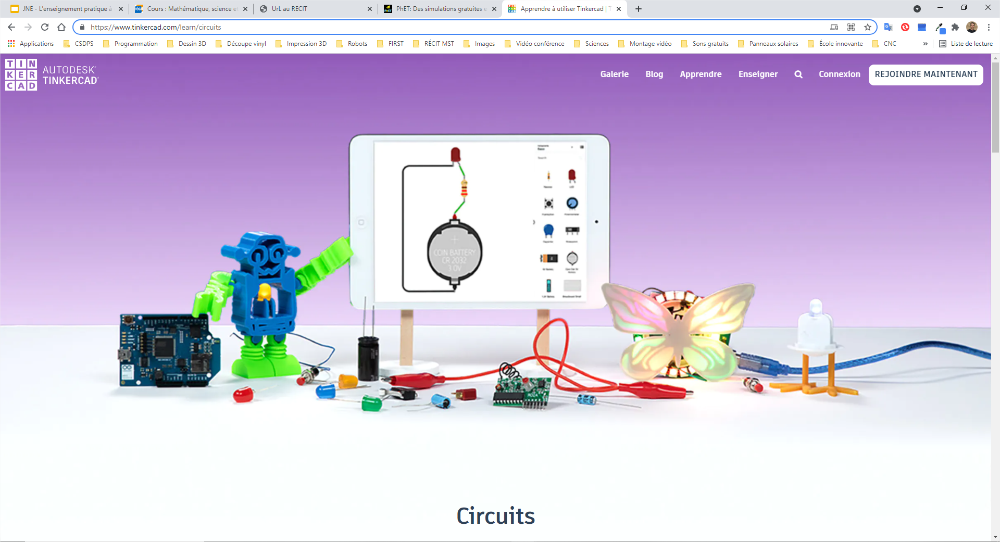 JNE - L'enseignement pratique à
Cours : Mathématique, science et
UrL au RECIT
PhET: Des simulations gratuites e
Apprendre à utiliser Tinkercad | T
https://www.tinkercad.com/learn/circuits
Applications
CSDPS
Programmation
Dessin 3D
Découpe vinyl
Impression 3D
Robots
FIRST
RÉCIT MST
Images
Vidéo conférence
Sciences
Montage vidéo
Sons gratuits
Panneaux solaires
École innovante
CNC
»
Liste de lecture
TIN
KER
CAD
AUTODESK®
TINKERCAD®
Galerie
Blog
Apprendre
Enseigner
Connexion
REJOINDRE MAINTENANT
Search
COIN BATTERY
CR 2032
3.0V
Circuits